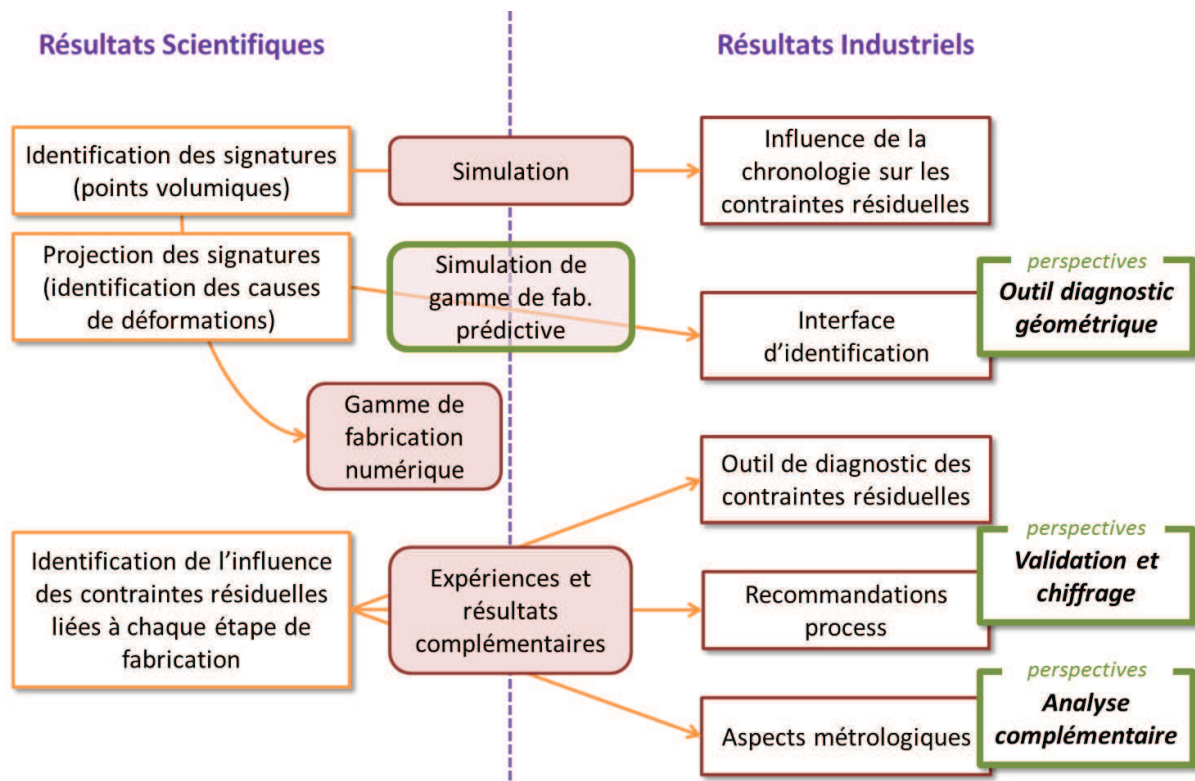 Résultats Scientifiques
Résultats Industriels
Identification des signatures
(points volumiques)
Simulation
Influence de la
chronologie sur les
contraintes résiduelles
Projection des signatures
(identification des causes
de déformations)
Simulation de
gamme de fab.
prédictive
Interface
d’identification
perspectives
Outil diagnostic
géométrique
Gamme de
fabrication
numérique
Outil de diagnostic des
contraintes résiduelles
Identification de l’influence
des contraintes résiduelles
liées à chaque étape de
fabrication
Expériences et
résultats
complémentaires
Recommandations
process
perspectives
Validation et
chiffrage
Aspects métrologiques
perspectives
Analyse
complémentaire